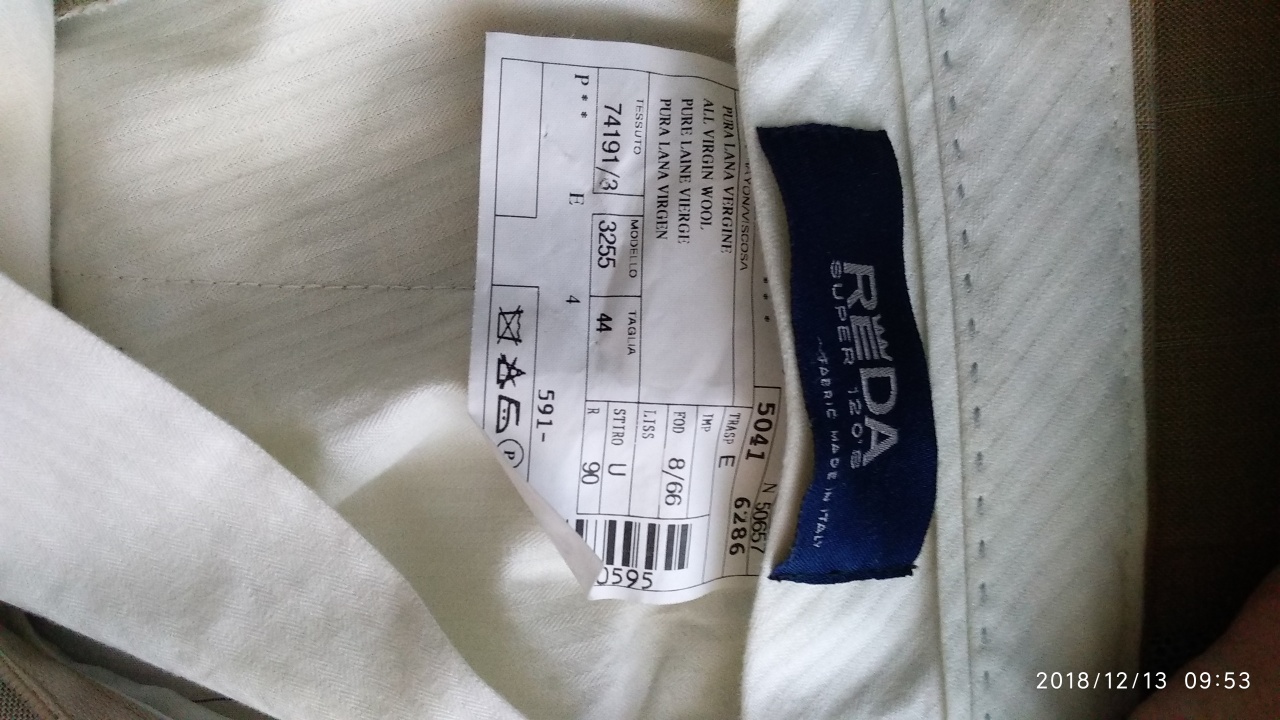 REDA
SUPER 120'S
FABRIC MADE IN ITALY
* * *
5041 N 50657
6286
PURA LANA VERGINE
ALL VIRGIN WOOL
PURE LAINE VIERGE
PURA LANA VIRGEN
TRASP E
IMP
FOD 8/66
LISS
STIRO U
R 90
TESSUTO MODELLO TAGLIA
74191/3 3255 44
P * * E 4
591-
P
0595
2018/12/13 09:53